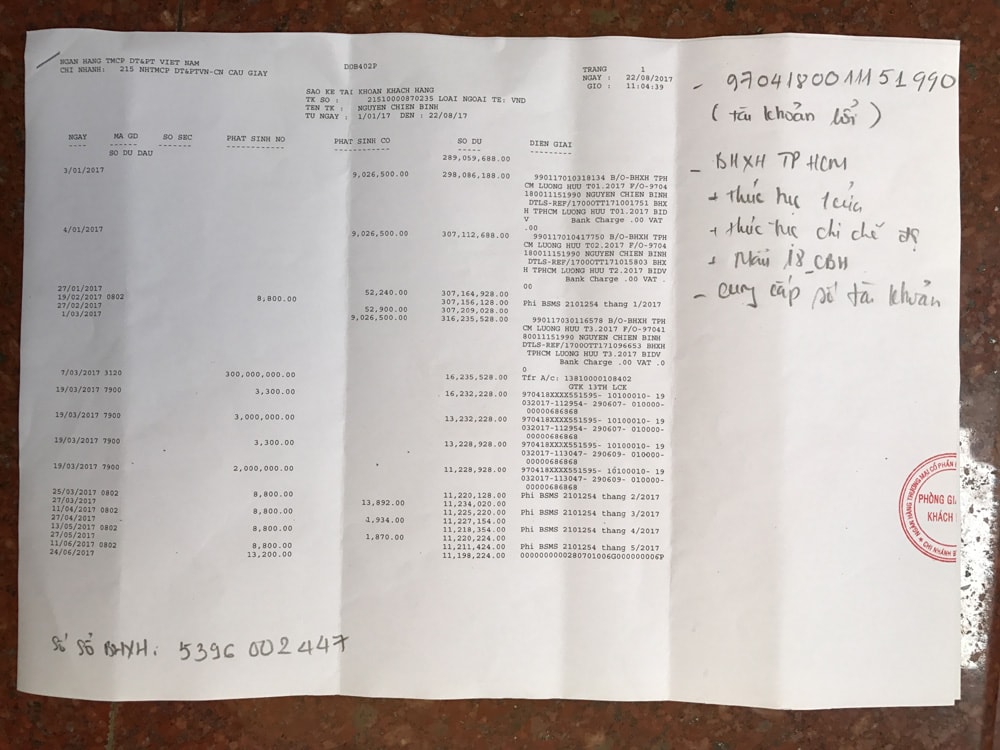 NGAN HANG TMCP DT&PT VIET NAM
CHI NHANH: 215 NHTMCP DT&PTVN-CN CAU GIAY
DOB402P
TRANG : 1
NGAY : 22/08/2017
GIO : 11:04:39
SAO KE TAI KHOAN KHACH HANG
TK SO : 21510000870235 LOAI NGOAI TE: VND
TEN TK : NGUYEN CHIEN BINH
TU NGAY : 1/01/17 DEN : 22/08/17
NGAY MA GD SO SEC PHAT SINH NO PHAT SINH CO SO DU DIEN GIAI
SO DU DAU 289,059,688.00
3/01/2017 9,026,500.00 298,086,188.00 990117010318134 B/O-BHXH TPH
CM LUONG HUU T01.2017 F/O-9704
180011151990 NGUYEN CHIEN BINH
DTLS-REF/1700OTT171001751 BHX
H TPHCM LUONG HUU T01.2017 BID
V Bank Charge .00 VAT
.00
4/01/2017 9,026,500.00 307,112,688.00 990117010417750 B/O-BHXH TPH
CM LUONG HUU T02.2017 F/O-9704
180011151990 NGUYEN CHIEN BINH
DTLS-REF/1700OTT171015803 BHX
H TPHCM LUONG HUU T2.2017 BIDV
Bank Charge .00 VAT .
00
27/01/2017 52,240.00 307,164,928.00
19/02/2017 0802 8,800.00 307,156,128.00 Phi BSMS 2101254 thang 1/2017
27/02/2017 52,900.00 307,209,028.00
1/03/2017 9,026,500.00 316,235,528.00 990117030116578 B/O-BHXH TPH
CM LUONG HUU T3.2017 F/O-97041
80011151990 NGUYEN CHIEN BINH
DTLS-REF/1700OTT171096653 BHXH
TPHCM LUONG HUU T3.2017 BIDV
Bank Charge .00 VAT .0
0
7/03/2017 3120 300,000,000.00 16,235,528.00 Tfr A/c: 13810000108402
GTK 13TH LCK
19/03/2017 7900 3,300.00 16,232,228.00 970418XXXX551595- 10100010- 19
032017-112954- 290607- 010000-
00000686868
19/03/2017 7900 3,000,000.00 13,232,228.00 970418XXXX551595- 10100010- 19
032017-112954- 290607- 010000-
00000686868
19/03/2017 7900 3,300.00 13,228,928.00 970418XXXX551595- 10100010- 19
032017-113047- 290609- 010000-
00000686868
19/03/2017 7900 2,000,000.00 11,228,928.00 970418XXXX551595- 10100010- 19
032017-113047- 290609- 010000-
00000686868
25/03/2017 0802 8,800.00 11,220,128.00 Phi BSMS 2101254 thang 2/2017
27/03/2017 13,892.00 11,234,020.00
11/04/2017 0802 8,800.00 11,225,220.00 Phi BSMS 2101254 thang 3/2017
27/04/2017 1,934.00 11,227,154.00
13/05/2017 0802 8,800.00 11,218,354.00 Phi BSMS 2101254 thang 4/2017
27/05/2017 1,870.00 11,220,224.00
11/06/2017 0802 8,800.00 11,211,424.00 Phi BSMS 2101254 thang 5/2017
24/06/2017 13,200.00 11,198,224.00 0000000000280701006G000000006P
Số sổ BHXH: 5396 002447
- 9704180011151990
(tài khoản lỗi)
- BHXH TP HCM
+ thủ tục 1 cửa
+ thủ tục chi chế độ
+ Mẫu 18_CBH
- cung cấp số tài khoản
NGÂN HÀNG THƯƠNG MẠI CỔ PHẦN
PHÒNG GIA
KHÁCH
CHI NHÁNH